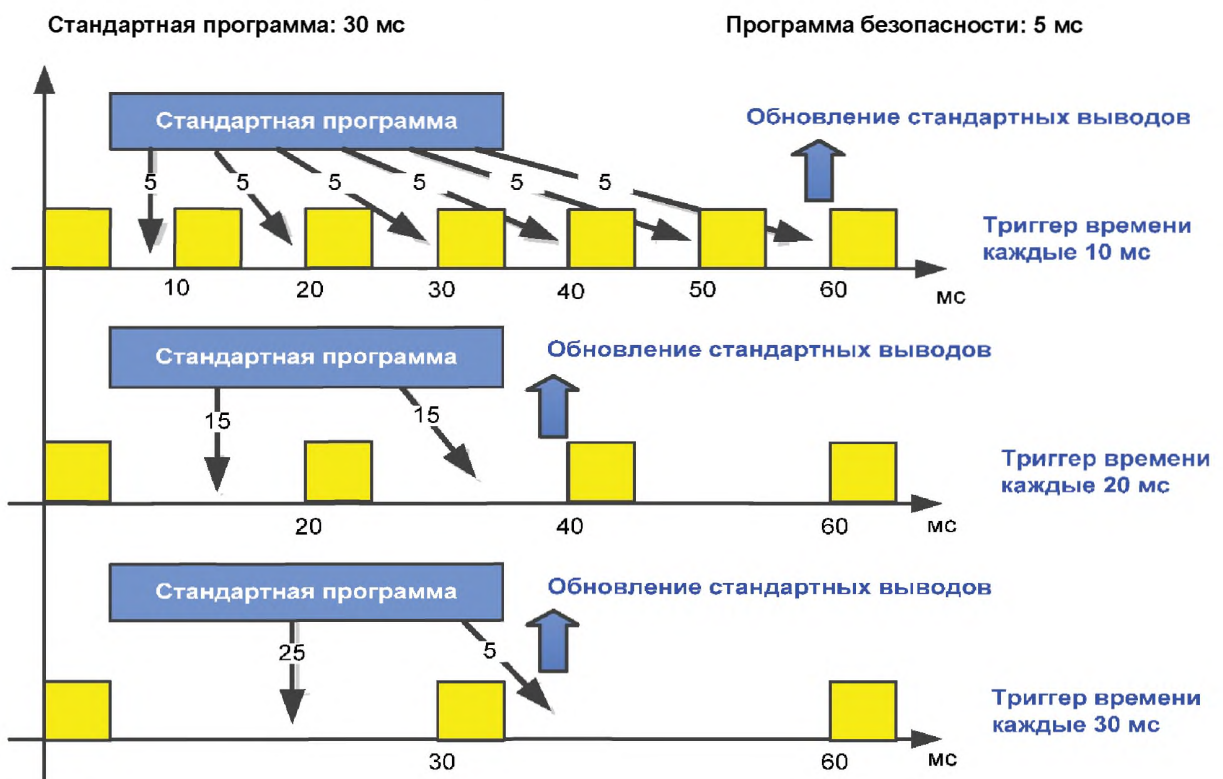 Стандартная программа: 30 мс
Программа безопасности: 5 мс
Стандартная программа
Обновление стандартных выводов
5 5 5 5 5 5
Триггер времени
каждые 10 мс
10 20 30 40 50 60
мс
Стандартная программа
Обновление стандартных выводов
15 15
Триггер времени
каждые 20 мс
20 40 60
мс
Стандартная программа
Обновление стандартных выводов
25 5
Триггер времени
каждые 30 мс
30 60
мс